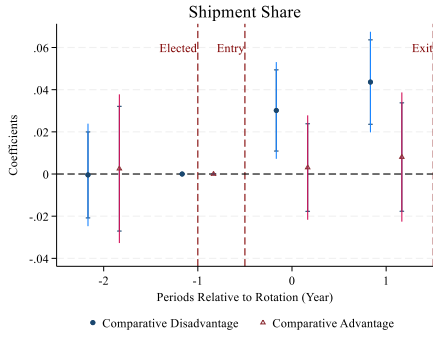 Shipment Share
Elected Entry Exit
.06
.04
.02
0
-.02
-.04
Coefficients
-2 -1 0 1
Periods Relative to Rotation (Year)
Comparative Disadvantage Comparative Advantage